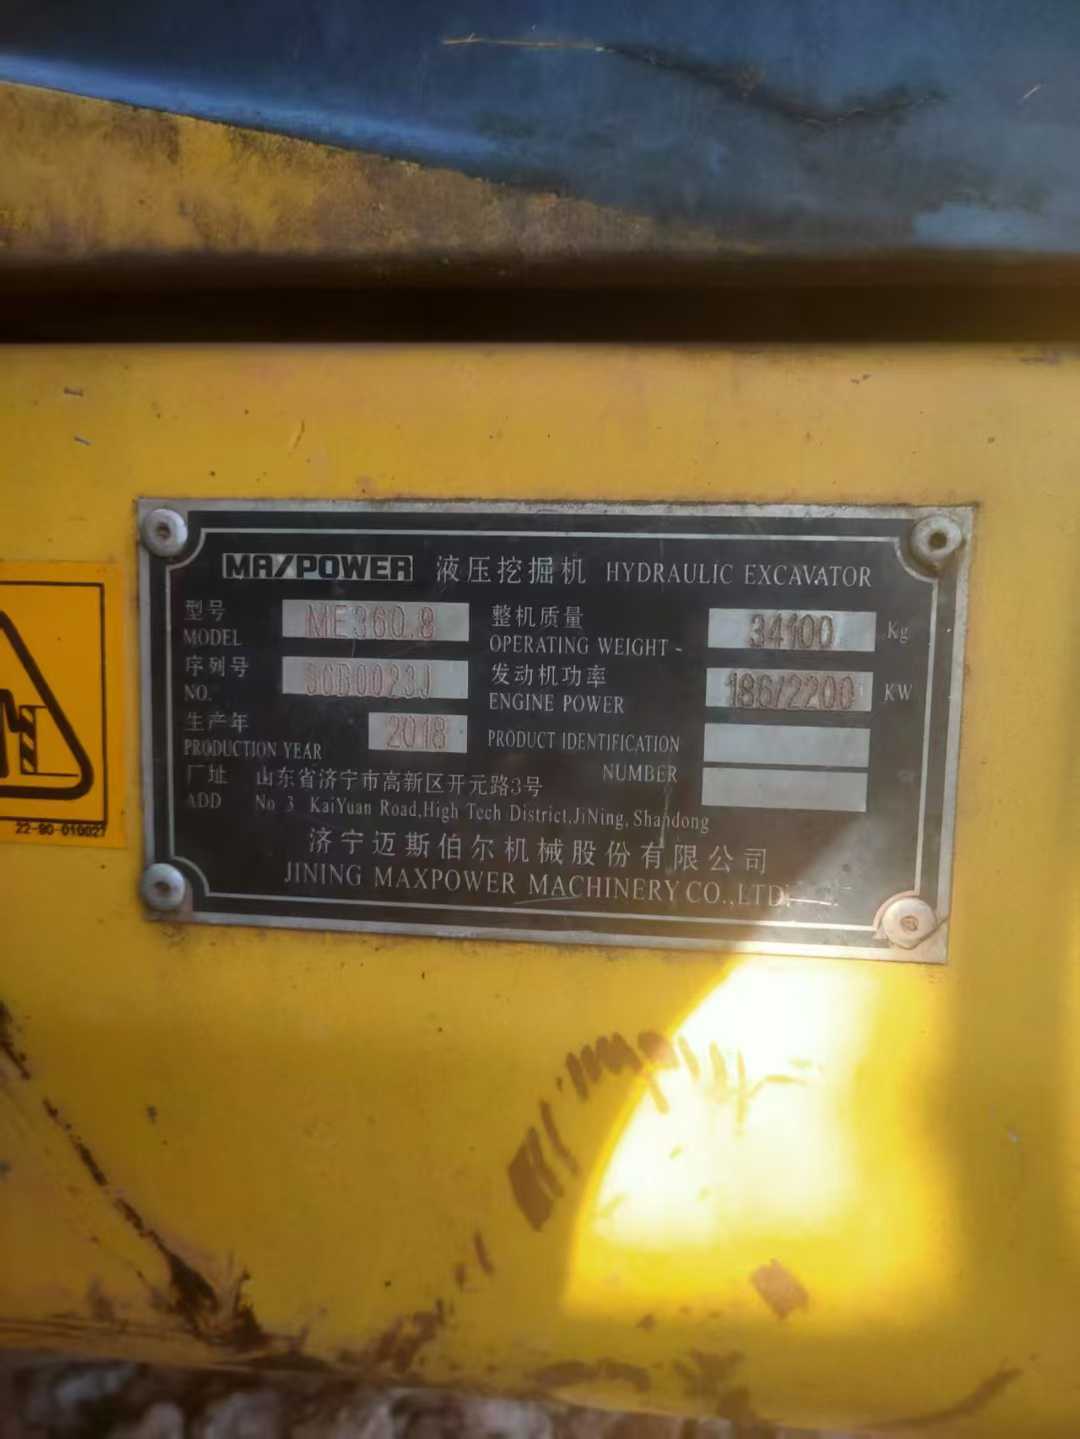 MAXPOWER 液压挖掘机 HYDRAULIC EXCAVATOR
型号 MODEL ME360.8 整机质量 OPERATING WEIGHT 34100 Kg
序列号 NO. 发动机功率 ENGINE POWER 186/2200 KW
生产年 PRODUCTION YEAR 2018 PRODUCT IDENTIFICATION NUMBER
厂址 山东省济宁市高新区开元路3号
ADD No 3 KaiYuan Road,High Tech District,JiNing, Shandong
济宁迈斯伯尔机械股份有限公司
JINING MAXPOWER MACHINERY CO.,LTD
22-90-010027